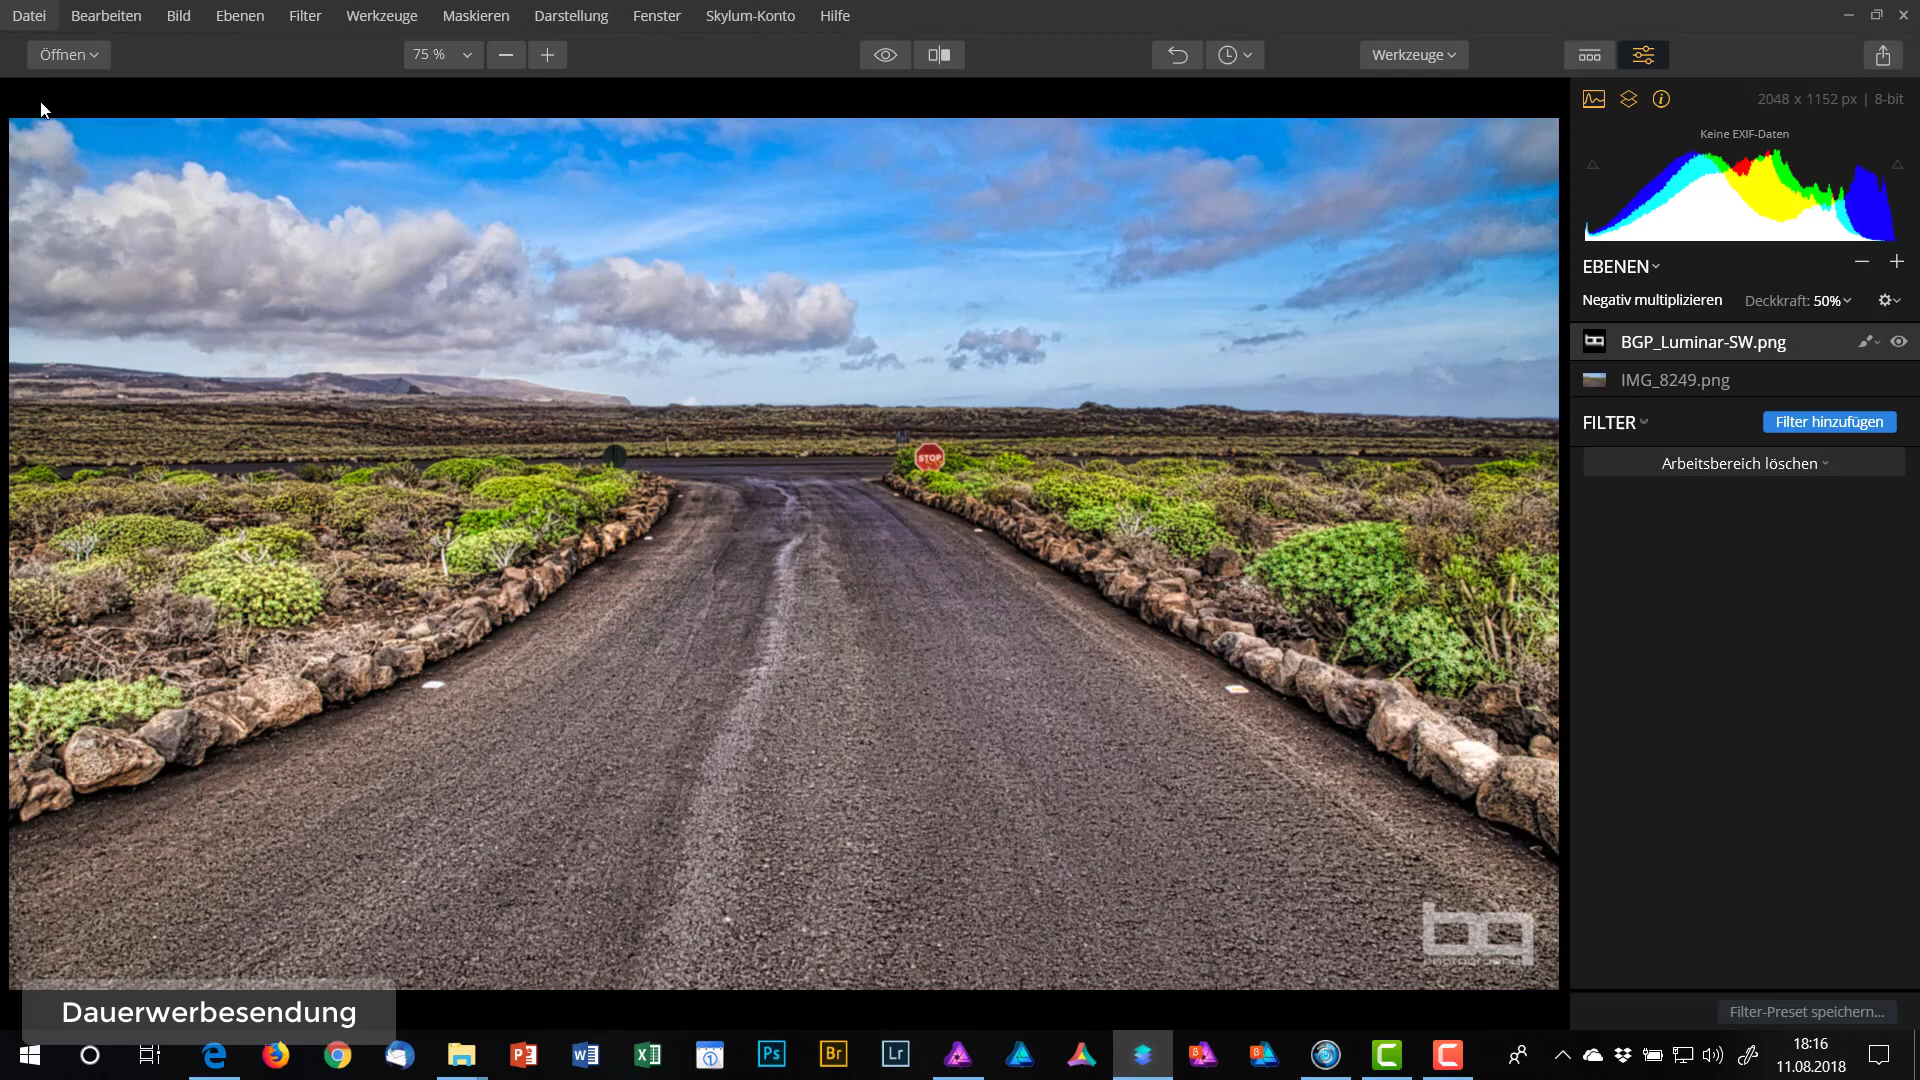 Datei Bearbeiten Bild Ebenen Filter Werkzeuge Maskieren Darstellung Fenster Skylum-Konto Hilfe
Öffnen 75 % Werkzeuge
2048 x 1152 px | 8-bit
Keine EXIF-Daten
EBENEN
Negativ multiplizieren Deckkraft: 50%
BGP_Luminar-SW.png
IMG_8249.png
FILTER Filter hinzufügen
Arbeitsbereich löschen
STOP
bg
photography
Filter-Preset speichern...
Dauerwerbesendung
Ps Br Lr
18:16
11.08.2018